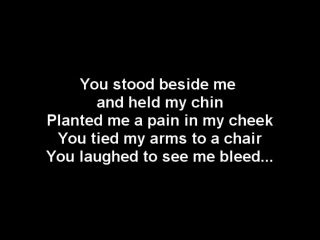 You stood beside me
and held my chin
Planted me a pain in my cheek
You tied my arms to a chair
You laughed to see me bleed...